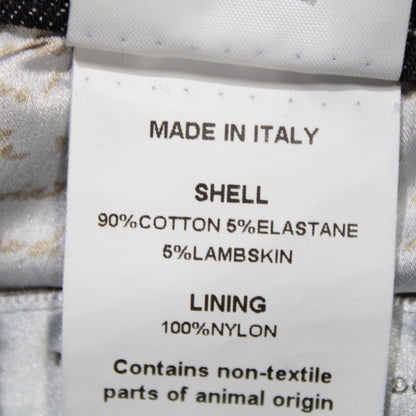 MADE IN ITALY
SHELL
90%COTTON 5%ELASTANE
5%LAMBSKIN
LINING
100%NYLON
Contains non-textile
parts of animal origin